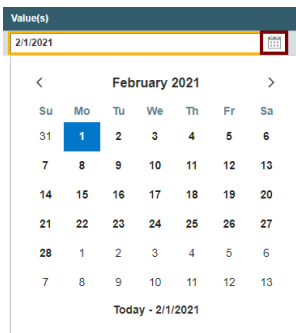 Value(s)
2/1/2021
< February 2021 >
Su Mo Tu We Th Fr Sa
31 1 2 3 4 5 6
7 8 9 10 11 12 13
14 15 16 17 18 19 20
21 22 23 24 25 26 27
28 1 2 3 4 5 6
7 8 9 10 11 12 13
Today - 2/1/2021